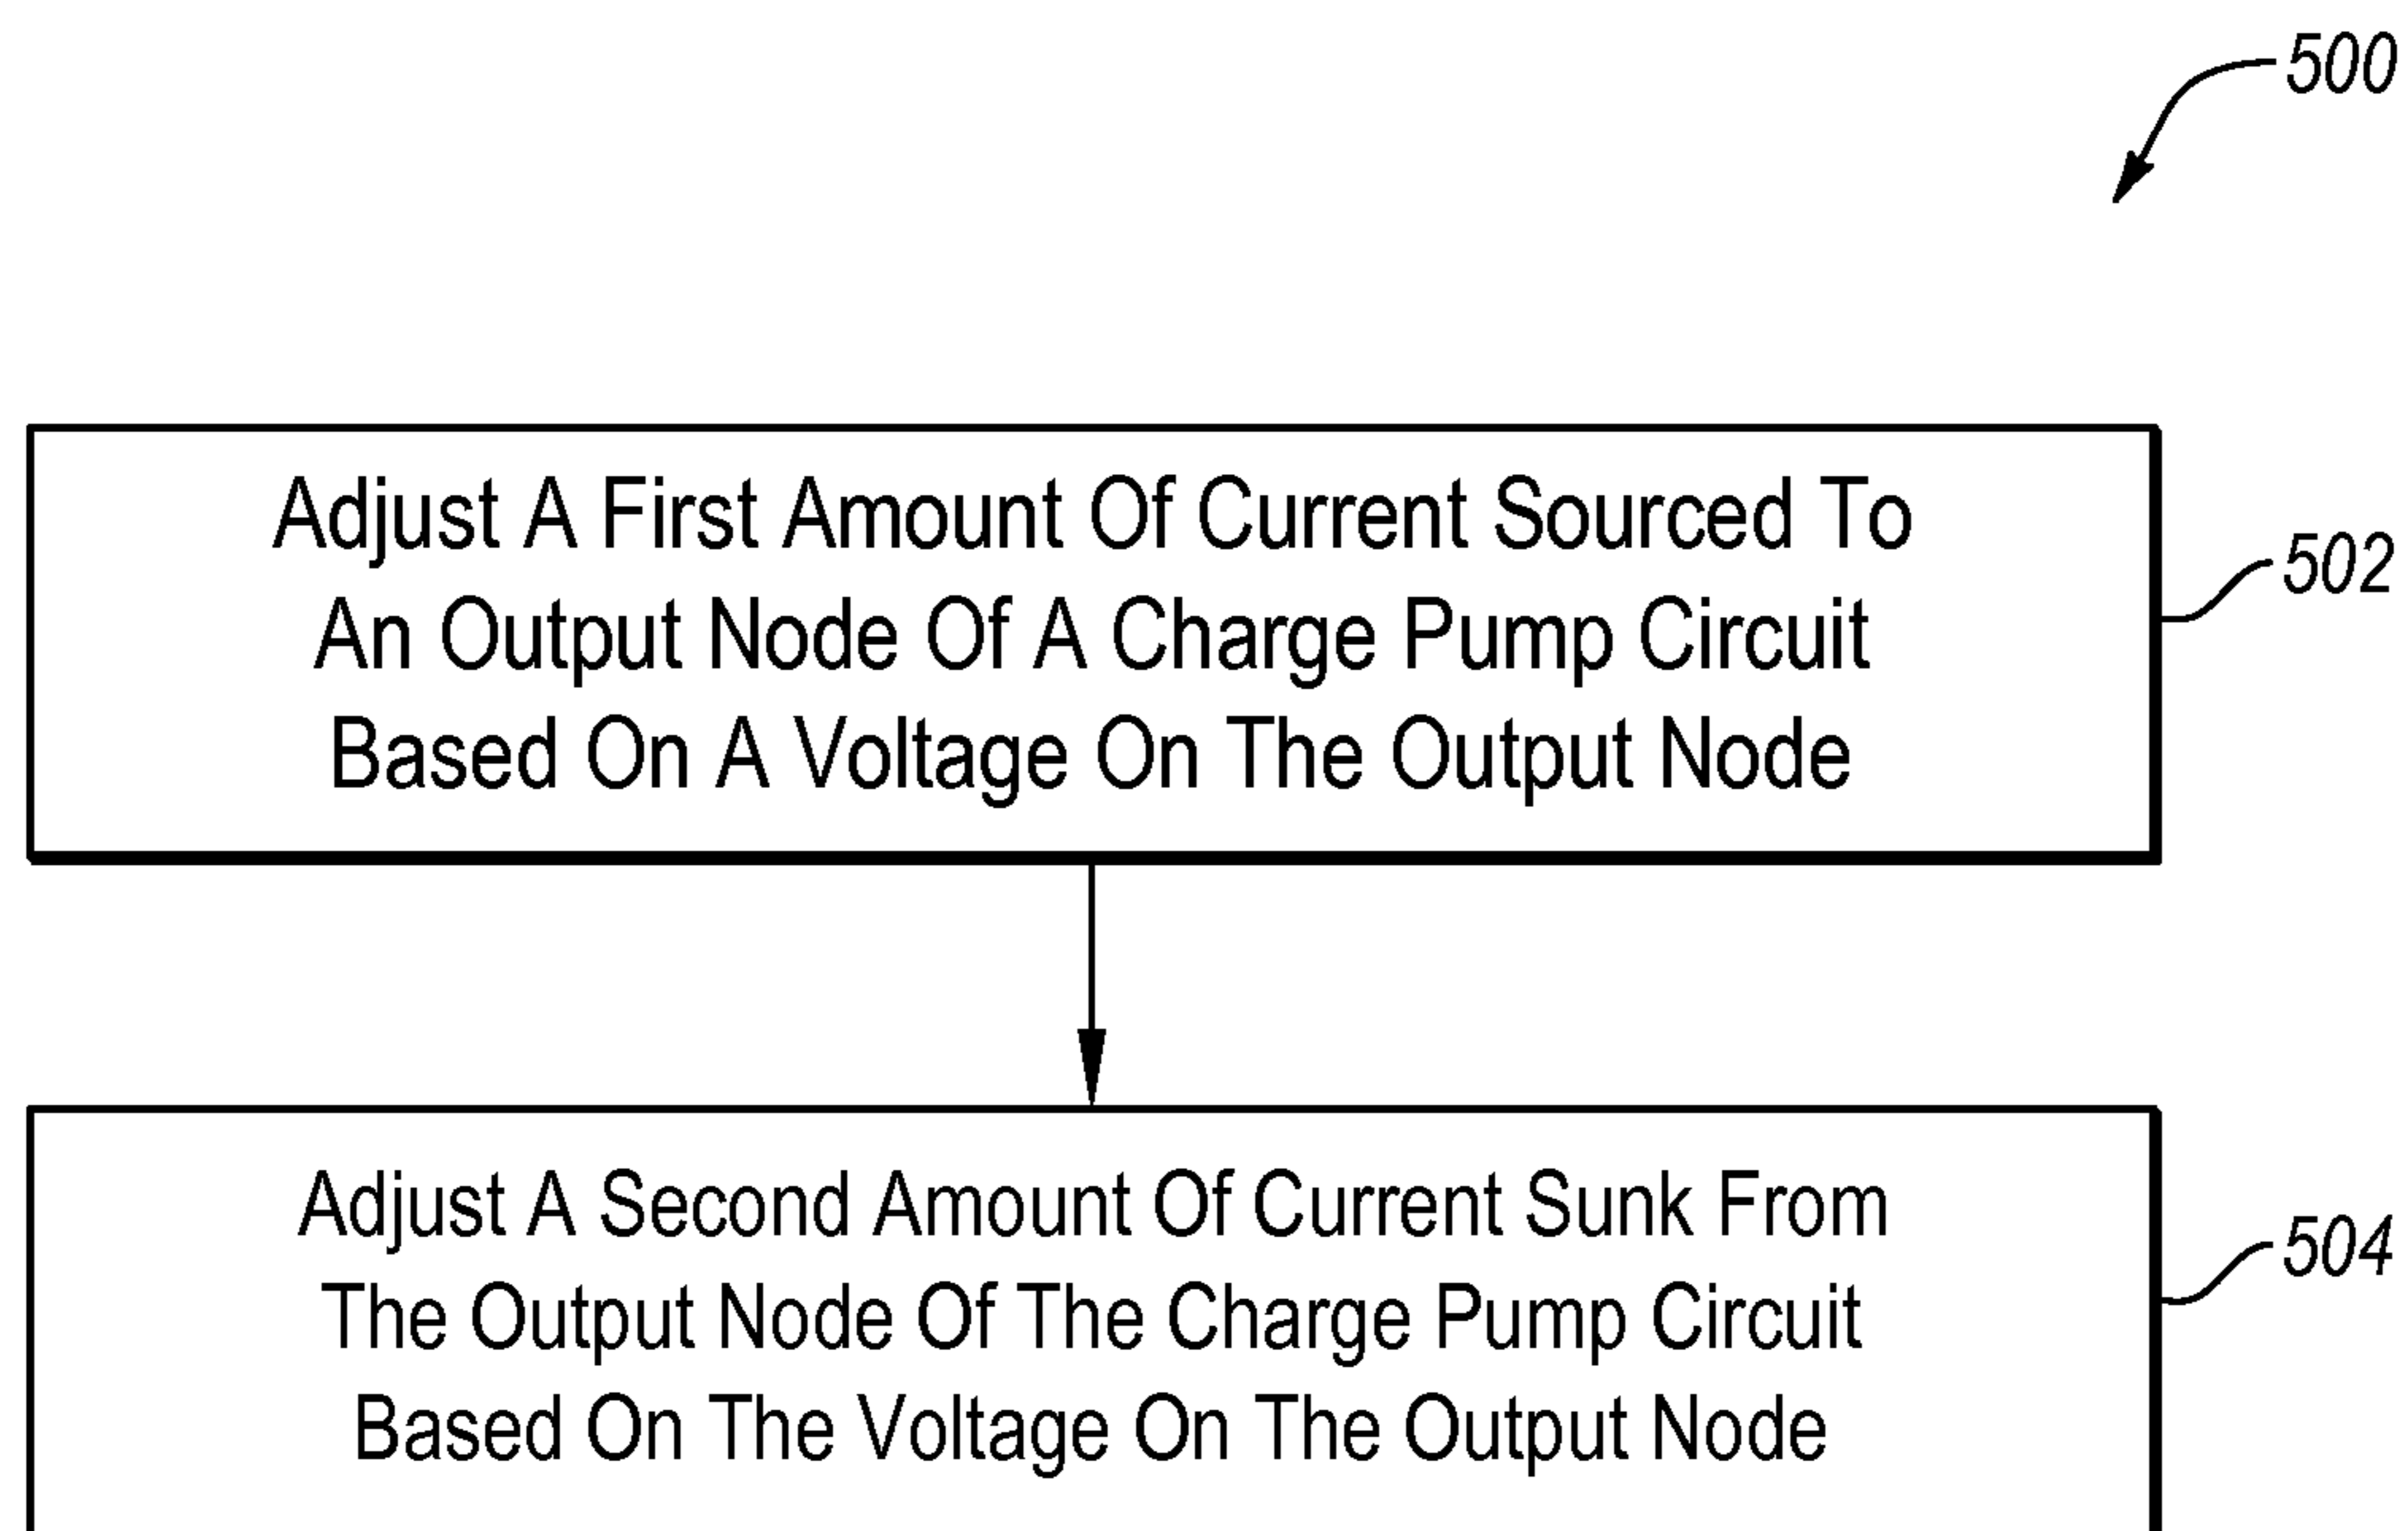 500
Adjust A First Amount Of Current Sourced To
An Output Node Of A Charge Pump Circuit
Based On A Voltage On The Output Node
502
Adjust A Second Amount Of Current Sunk From
The Output Node Of The Charge Pump Circuit
Based On The Voltage On The Output Node
504